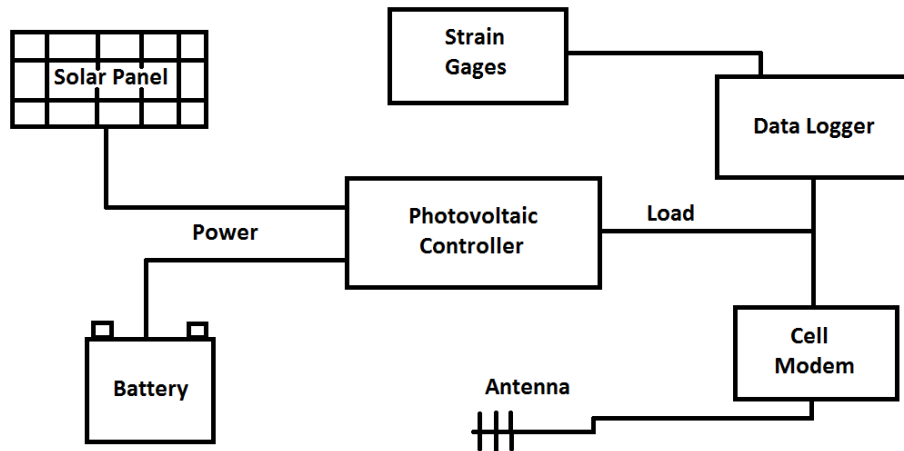 Solar Panel
Strain
Gages
Data Logger
Power
Photovoltaic
Controller
Load
Battery
Antenna
Cell
Modem